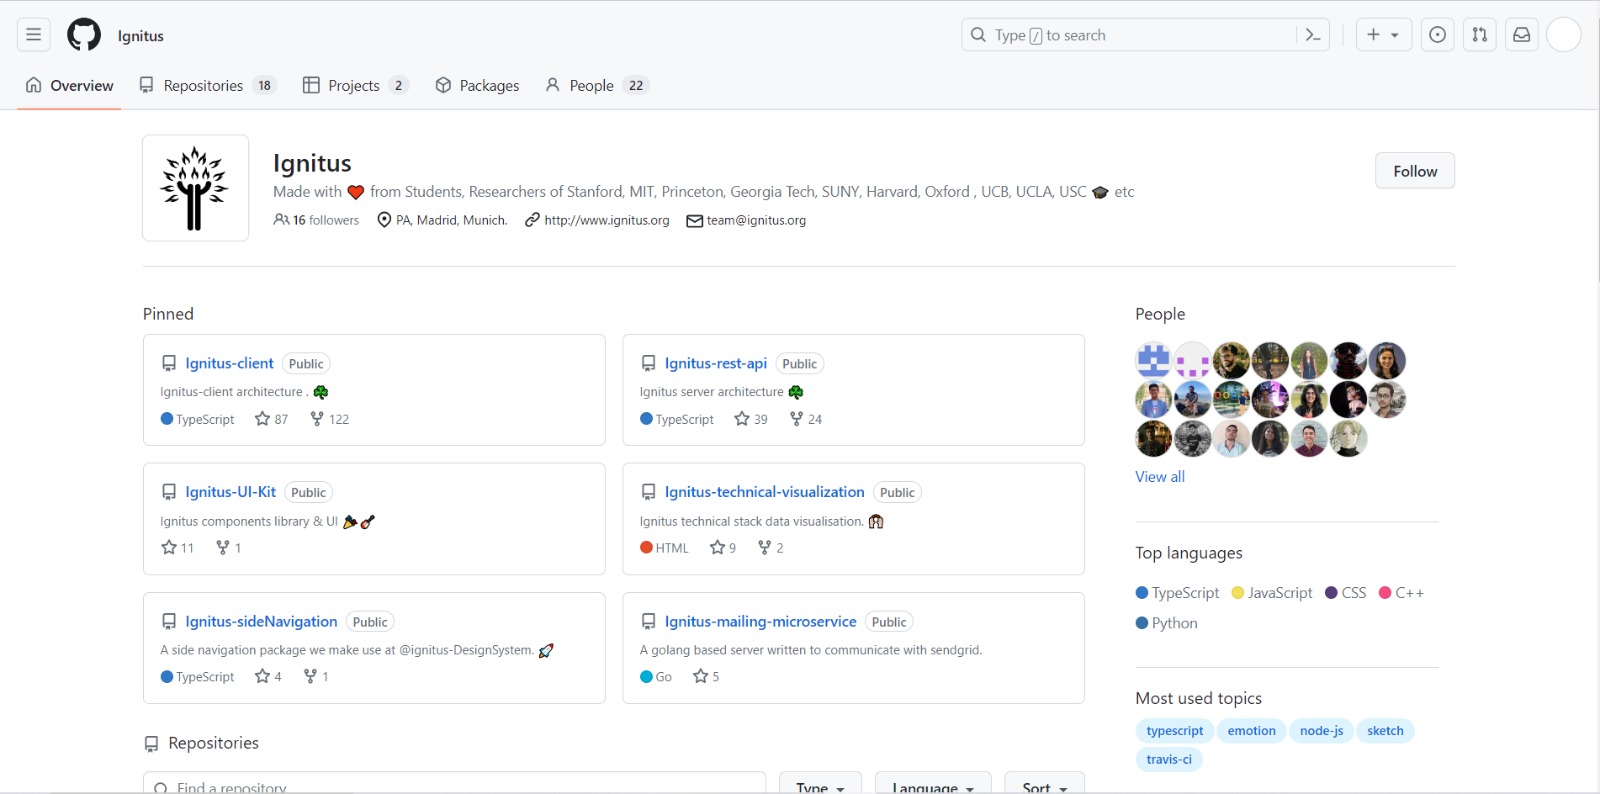 Ignitus
Type / to search
Overview Repositories 18 Projects 2 Packages People 22
Ignitus
Follow
Made with ❤️ from Students, Researchers of Stanford, MIT, Princeton, Georgia Tech, SUNY, Harvard, Oxford , UCB, UCLA, USC 🎓 etc
16 followers PA, Madrid, Munich. http://www.ignitus.org team@ignitus.org
Pinned
Ignitus-client Public
Ignitus-client architecture . ☘️
TypeScript 87 122
Ignitus-rest-api Public
Ignitus server architecture ☘️
TypeScript 39 24
Ignitus-UI-Kit Public
Ignitus components library & UI 🎉🎸
11 1
Ignitus-technical-visualization Public
Ignitus technical stack data visualisation.
HTML 9 2
Ignitus-sideNavigation Public
A side navigation package we make use at @ignitus-DesignSystem. 🚀
TypeScript 4 1
Ignitus-mailing-microservice Public
A golang based server written to communicate with sendgrid.
Go 5
Repositories
Find a repository Type Language Sort
People
View all
Top languages
TypeScript JavaScript CSS C++
Python
Most used topics
typescript emotion node-js sketch
travis-ci